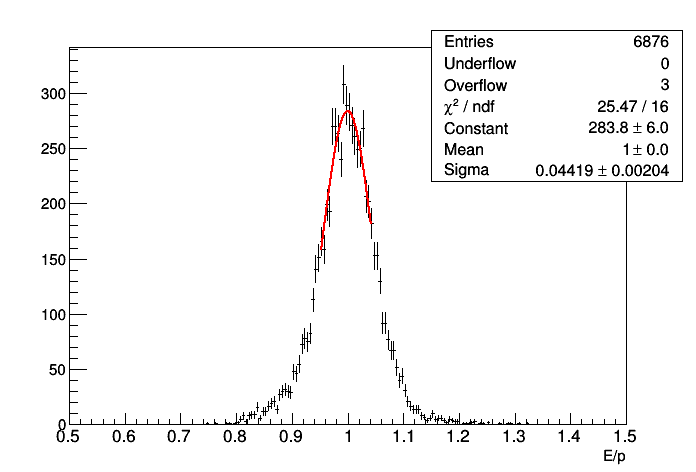 Entries 6876
Underflow 0
Overflow 3
χ² / ndf 25.47 / 16
Constant 283.8 ± 6.0
Mean 1 ± 0.0
Sigma 0.04419 ± 0.00204
300
250
200
150
100
50
0
0.5 0.6 0.7 0.8 0.9 1 1.1 1.2 1.3 1.4 1.5
E/p